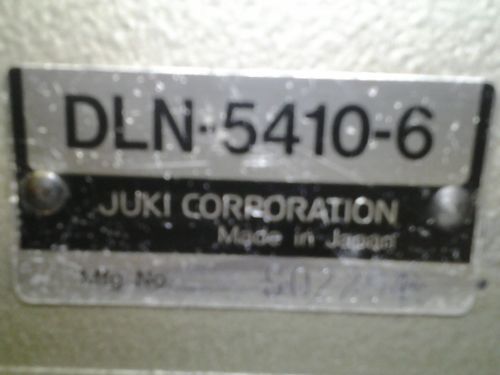 DLN-5410-6
JUKI CORPORATION
Made in Japan
Mfg No.